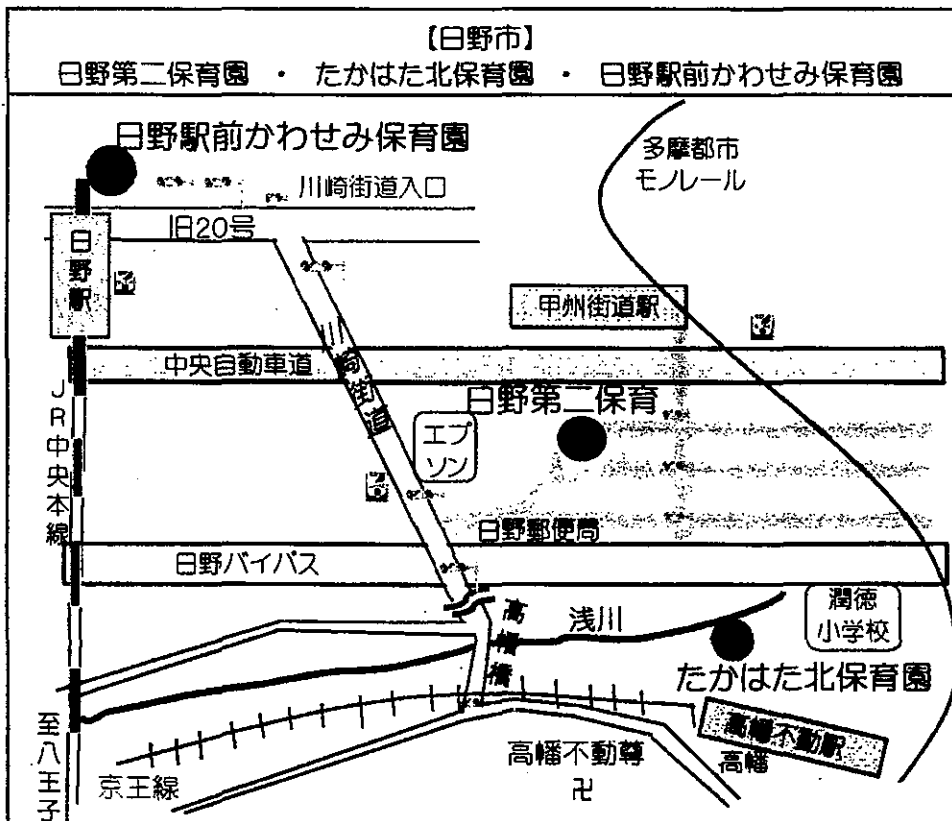 【日野市】
日野第二保育園 ・ たかはた北保育園 ・ 日野駅前かわせみ保育園
日野駅前かわせみ保育園
多摩都市
モノレール
川崎街道入口
旧20号
日野駅
甲州街道駅
中央自動車道
川崎街道
日野第二保育
エプ
ソン
JR中央本線
日野郵便局
日野バイパス
高幡橋
浅川
潤徳
小学校
たかはた北保育園
高幡不動駅
高幡
高幡不動尊
卍
京王線
至八王子